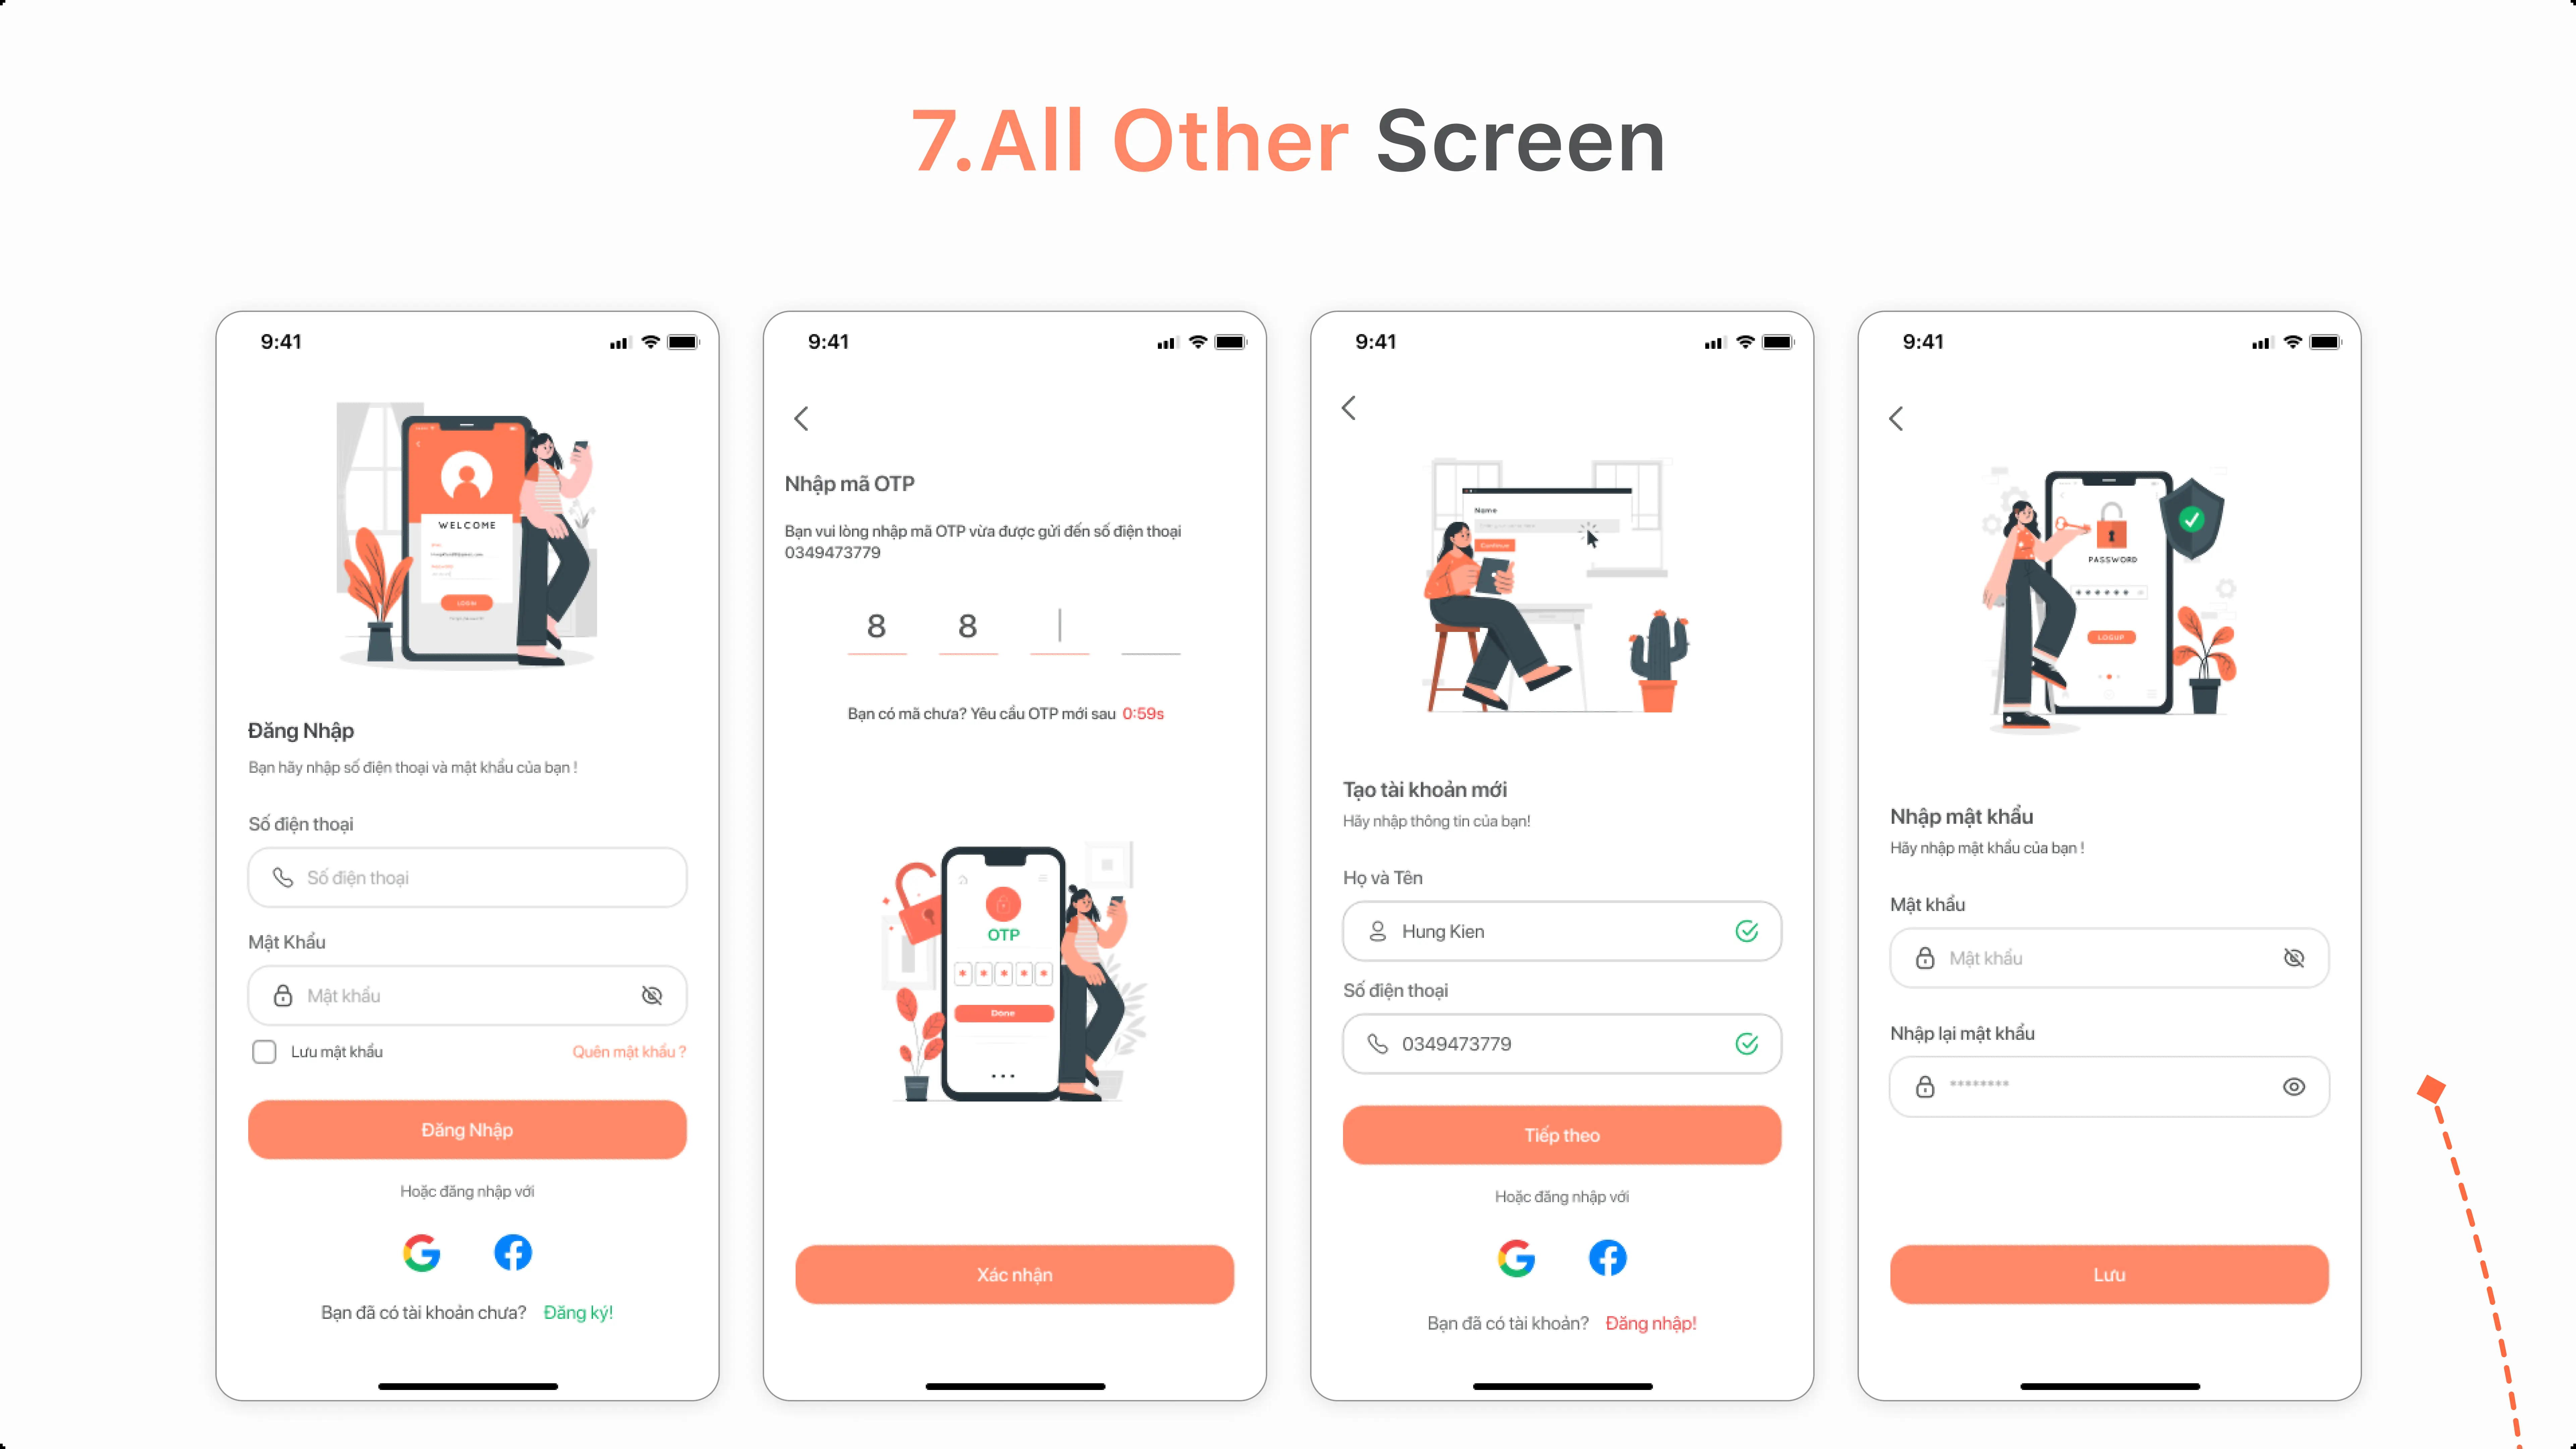 7.All Other Screen
9:41
WELCOME
LOGIN
Đăng Nhập
Bạn hãy nhập số điện thoại và mật khẩu của bạn !
Số điện thoại
Số điện thoại
Mật Khẩu
Mật khẩu
Lưu mật khẩu
Quên mật khẩu ?
Đăng Nhập
Hoặc đăng nhập với
Bạn đã có tài khoản chưa? Đăng ký!
9:41
Nhập mã OTP
Bạn vui lòng nhập mã OTP vừa được gửi đến số điện thoại
0349473779
8 8
Bạn có mã chưa? Yêu cầu OTP mới sau 0:59s
OTP
* * * * *
Done
Xác nhận
9:41
Name
Continue
Tạo tài khoản mới
Hãy nhập thông tin của bạn!
Họ và Tên
Hung Kien
Số điện thoại
0349473779
Tiếp theo
Hoặc đăng nhập với
Bạn đã có tài khoản? Đăng nhập!
9:41
PASSWORD
LOGUP
Nhập mật khẩu
Hãy nhập mật khẩu của bạn !
Mật khẩu
Mật khẩu
Nhập lại mật khẩu
********
Lưu